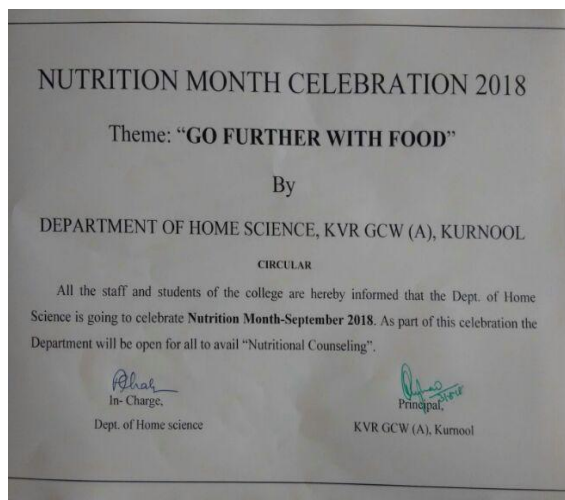 NUTRITION MONTH CELEBRATION 2018
Theme: “GO FURTHER WITH FOOD”
By
DEPARTMENT OF HOME SCIENCE, KVR GCW (A), KURNOOL
CIRCULAR
All the staff and students of the college are hereby informed that the Dept. of Home
Science is going to celebrate Nutrition Month-September 2018. As part of this celebration the
Department will be open for all to avail “Nutritional Counseling”.
In- Charge,
Dept. of Home science
Principal,
KVR GCW (A), Kurnool